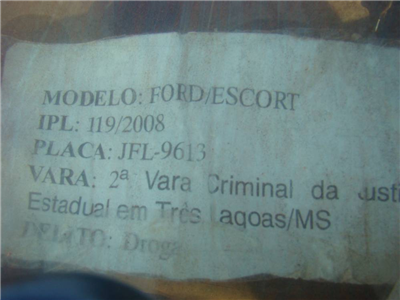 MODELO: FORD/ESCORT
IPL: 119/2008
PLACA: JFL-9613
VARA: 2ª Vara Criminal da Justi
Estadual em Três Lagoas/MS
DELITO: Droga